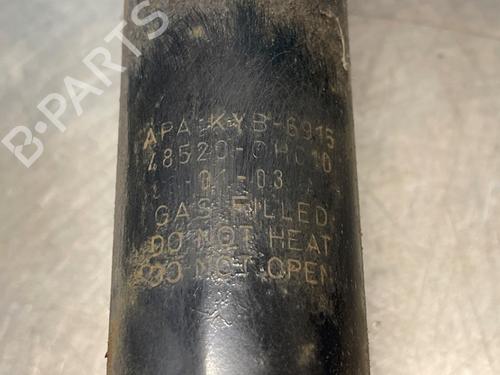 B-PARTS
APA KYB-6915
48520-0H010
01-03
GAS FILLED
DO NOT HEAT
DO NOT OPEN